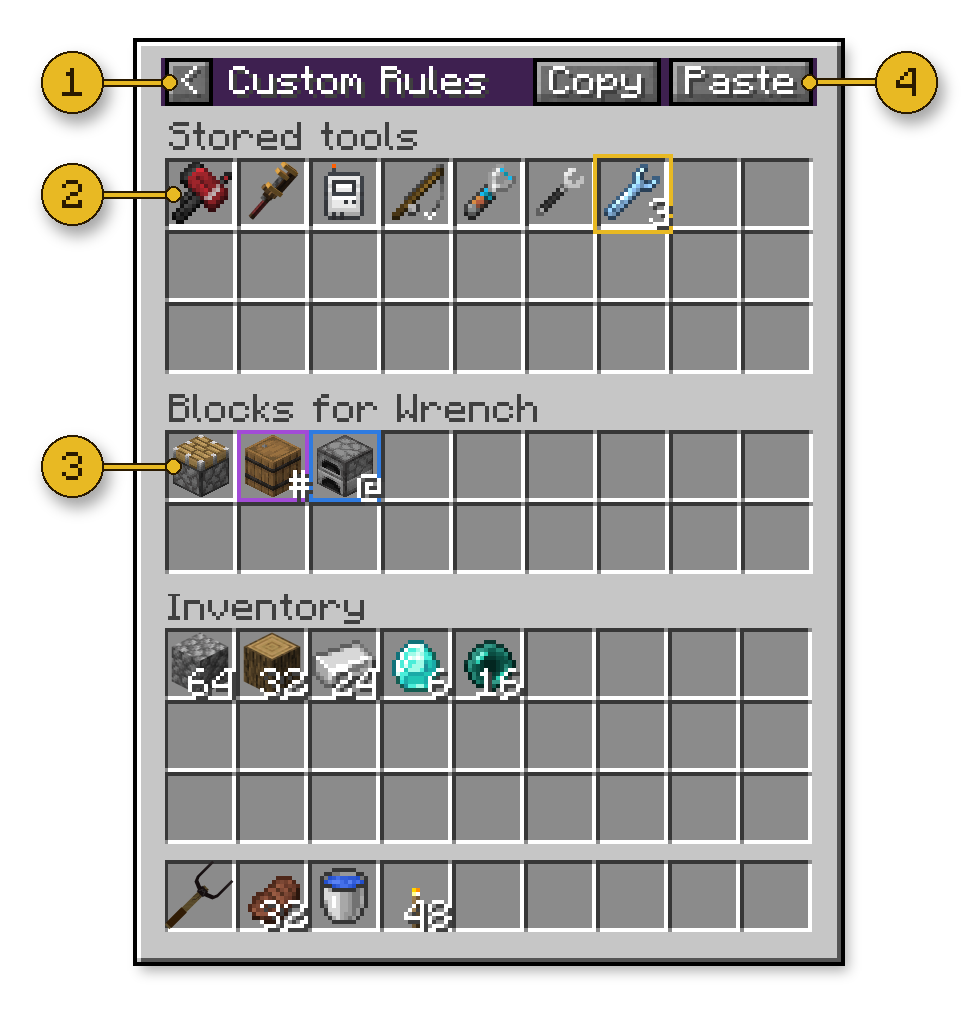 1 < Custom Rules Copy Paste 4
Stored tools
2 3
Blocks for Wrench
3 # @
Inventory
64 32 24 6 16
32 48